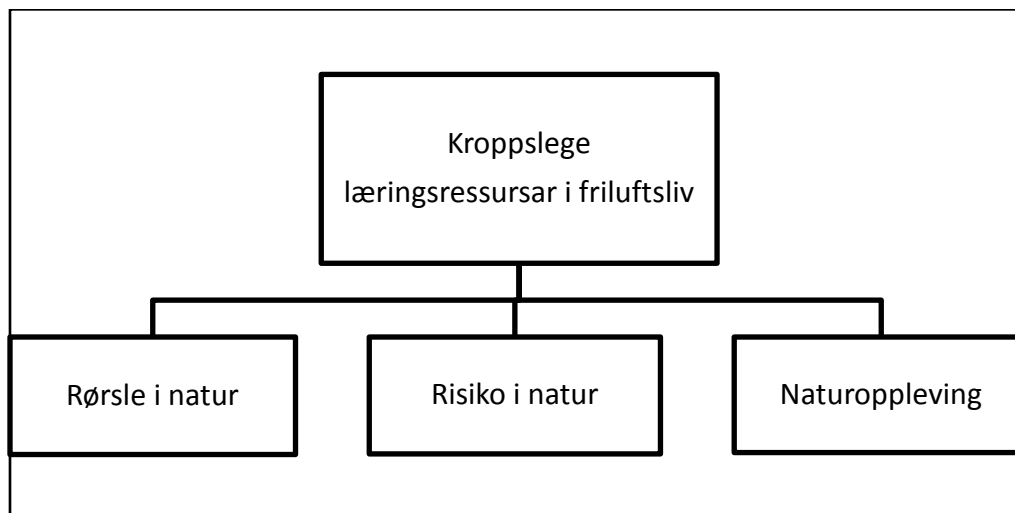 Kroppslege
læringsressursar i friluftsliv
Rørsle i natur
Risiko i natur
Naturoppleving